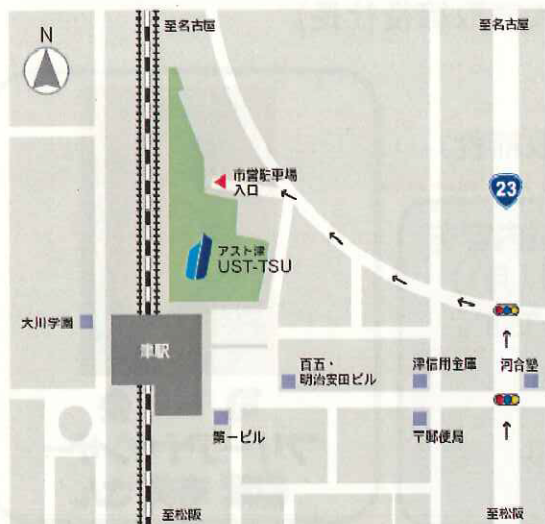 N
至名古屋
至名古屋
市営駐車場
入口
23
アスト津
UST-TSU
大川学園
津駅
百五・
明治安田ビル
津信用金庫
河合塾
第一ビル
〒郵便局
至松阪
至松阪